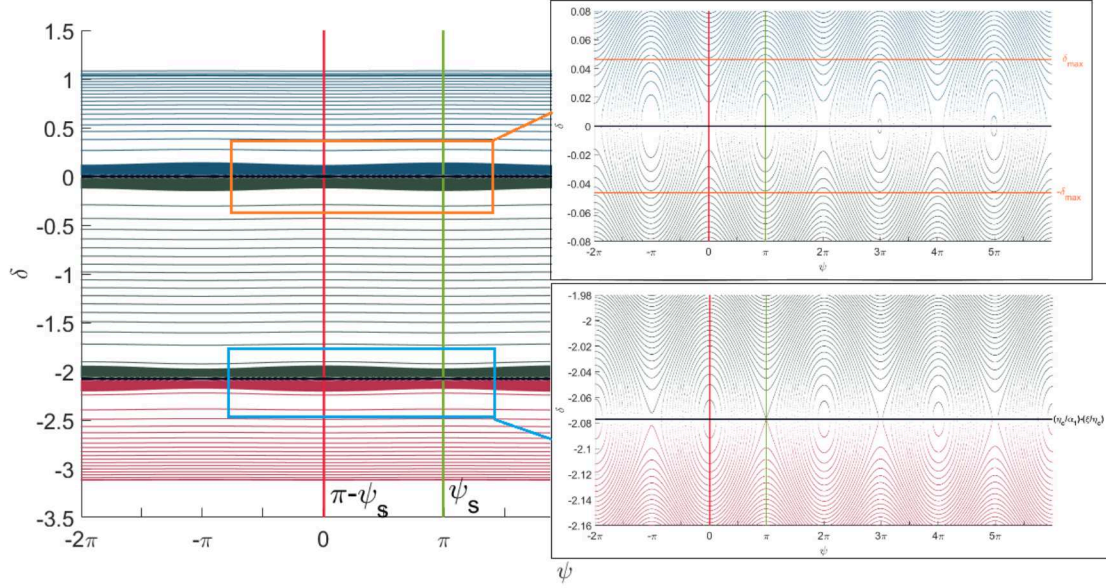 1.5
1
0.5
0
-0.5
-1
-1.5
-2
-2.5
-3
-3.5
δ
-2π
-π
0
π
π-ψs
ψs
ψ
0.08
0.06
0.04
0.02
0
-0.02
-0.04
-0.06
-0.08
δ
δmax
-δmax
-2π
-π
0
π
2π
3π
4π
5π
ψ
-1.98
-2
-2.02
-2.04
-2.06
-2.08
-2.1
-2.12
-2.14
-2.16
δ
(ηc/α1)-(ξ/ηc)
-2π
-π
0
π
2π
3π
4π
5π
ψ